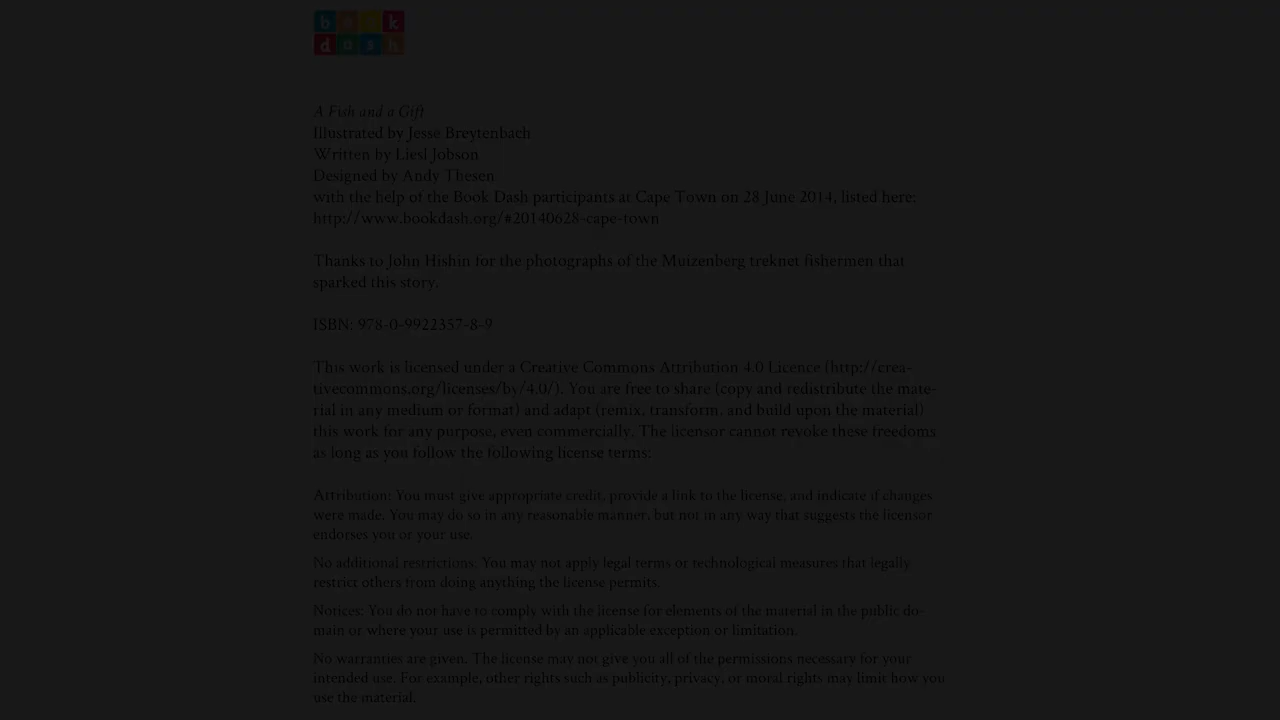 book
dash
A Fish and a Gift
Illustrated by Jesse Breytenbach
Written by Liesl Jobson
Designed by Andy Thesen
with the help of the Book Dash participants at Cape Town on 28 June 2014, listed here:
http://www.bookdash.org/#20140628-cape-town
Thanks to John Hishin for the photographs of the Muizenberg treknet fishermen that
sparked this story.
ISBN: 978-0-9922357-8-9
This work is licensed under a Creative Commons Attribution 4.0 Licence (http://crea-
tivecommons.org/licenses/by/4.0/). You are free to share (copy and redistribute the mate-
rial in any medium or format) and adapt (remix, transform, and build upon the material)
this work for any purpose, even commercially. The licensor cannot revoke these freedoms
as long as you follow the following license terms:
Attribution: You must give appropriate credit, provide a link to the license, and indicate if changes
were made. You may do so in any reasonable manner, but not in any way that suggests the licensor
endorses you or your use.
No additional restrictions: You may not apply legal terms or technological measures that legally
restrict others from doing anything the license permits.
Notices: You do not have to comply with the license for elements of the material in the public do-
main or where your use is permitted by an applicable exception or limitation.
No warranties are given. The license may not give you all of the permissions necessary for your
intended use. For example, other rights such as publicity, privacy, or moral rights may limit how you
use the material.